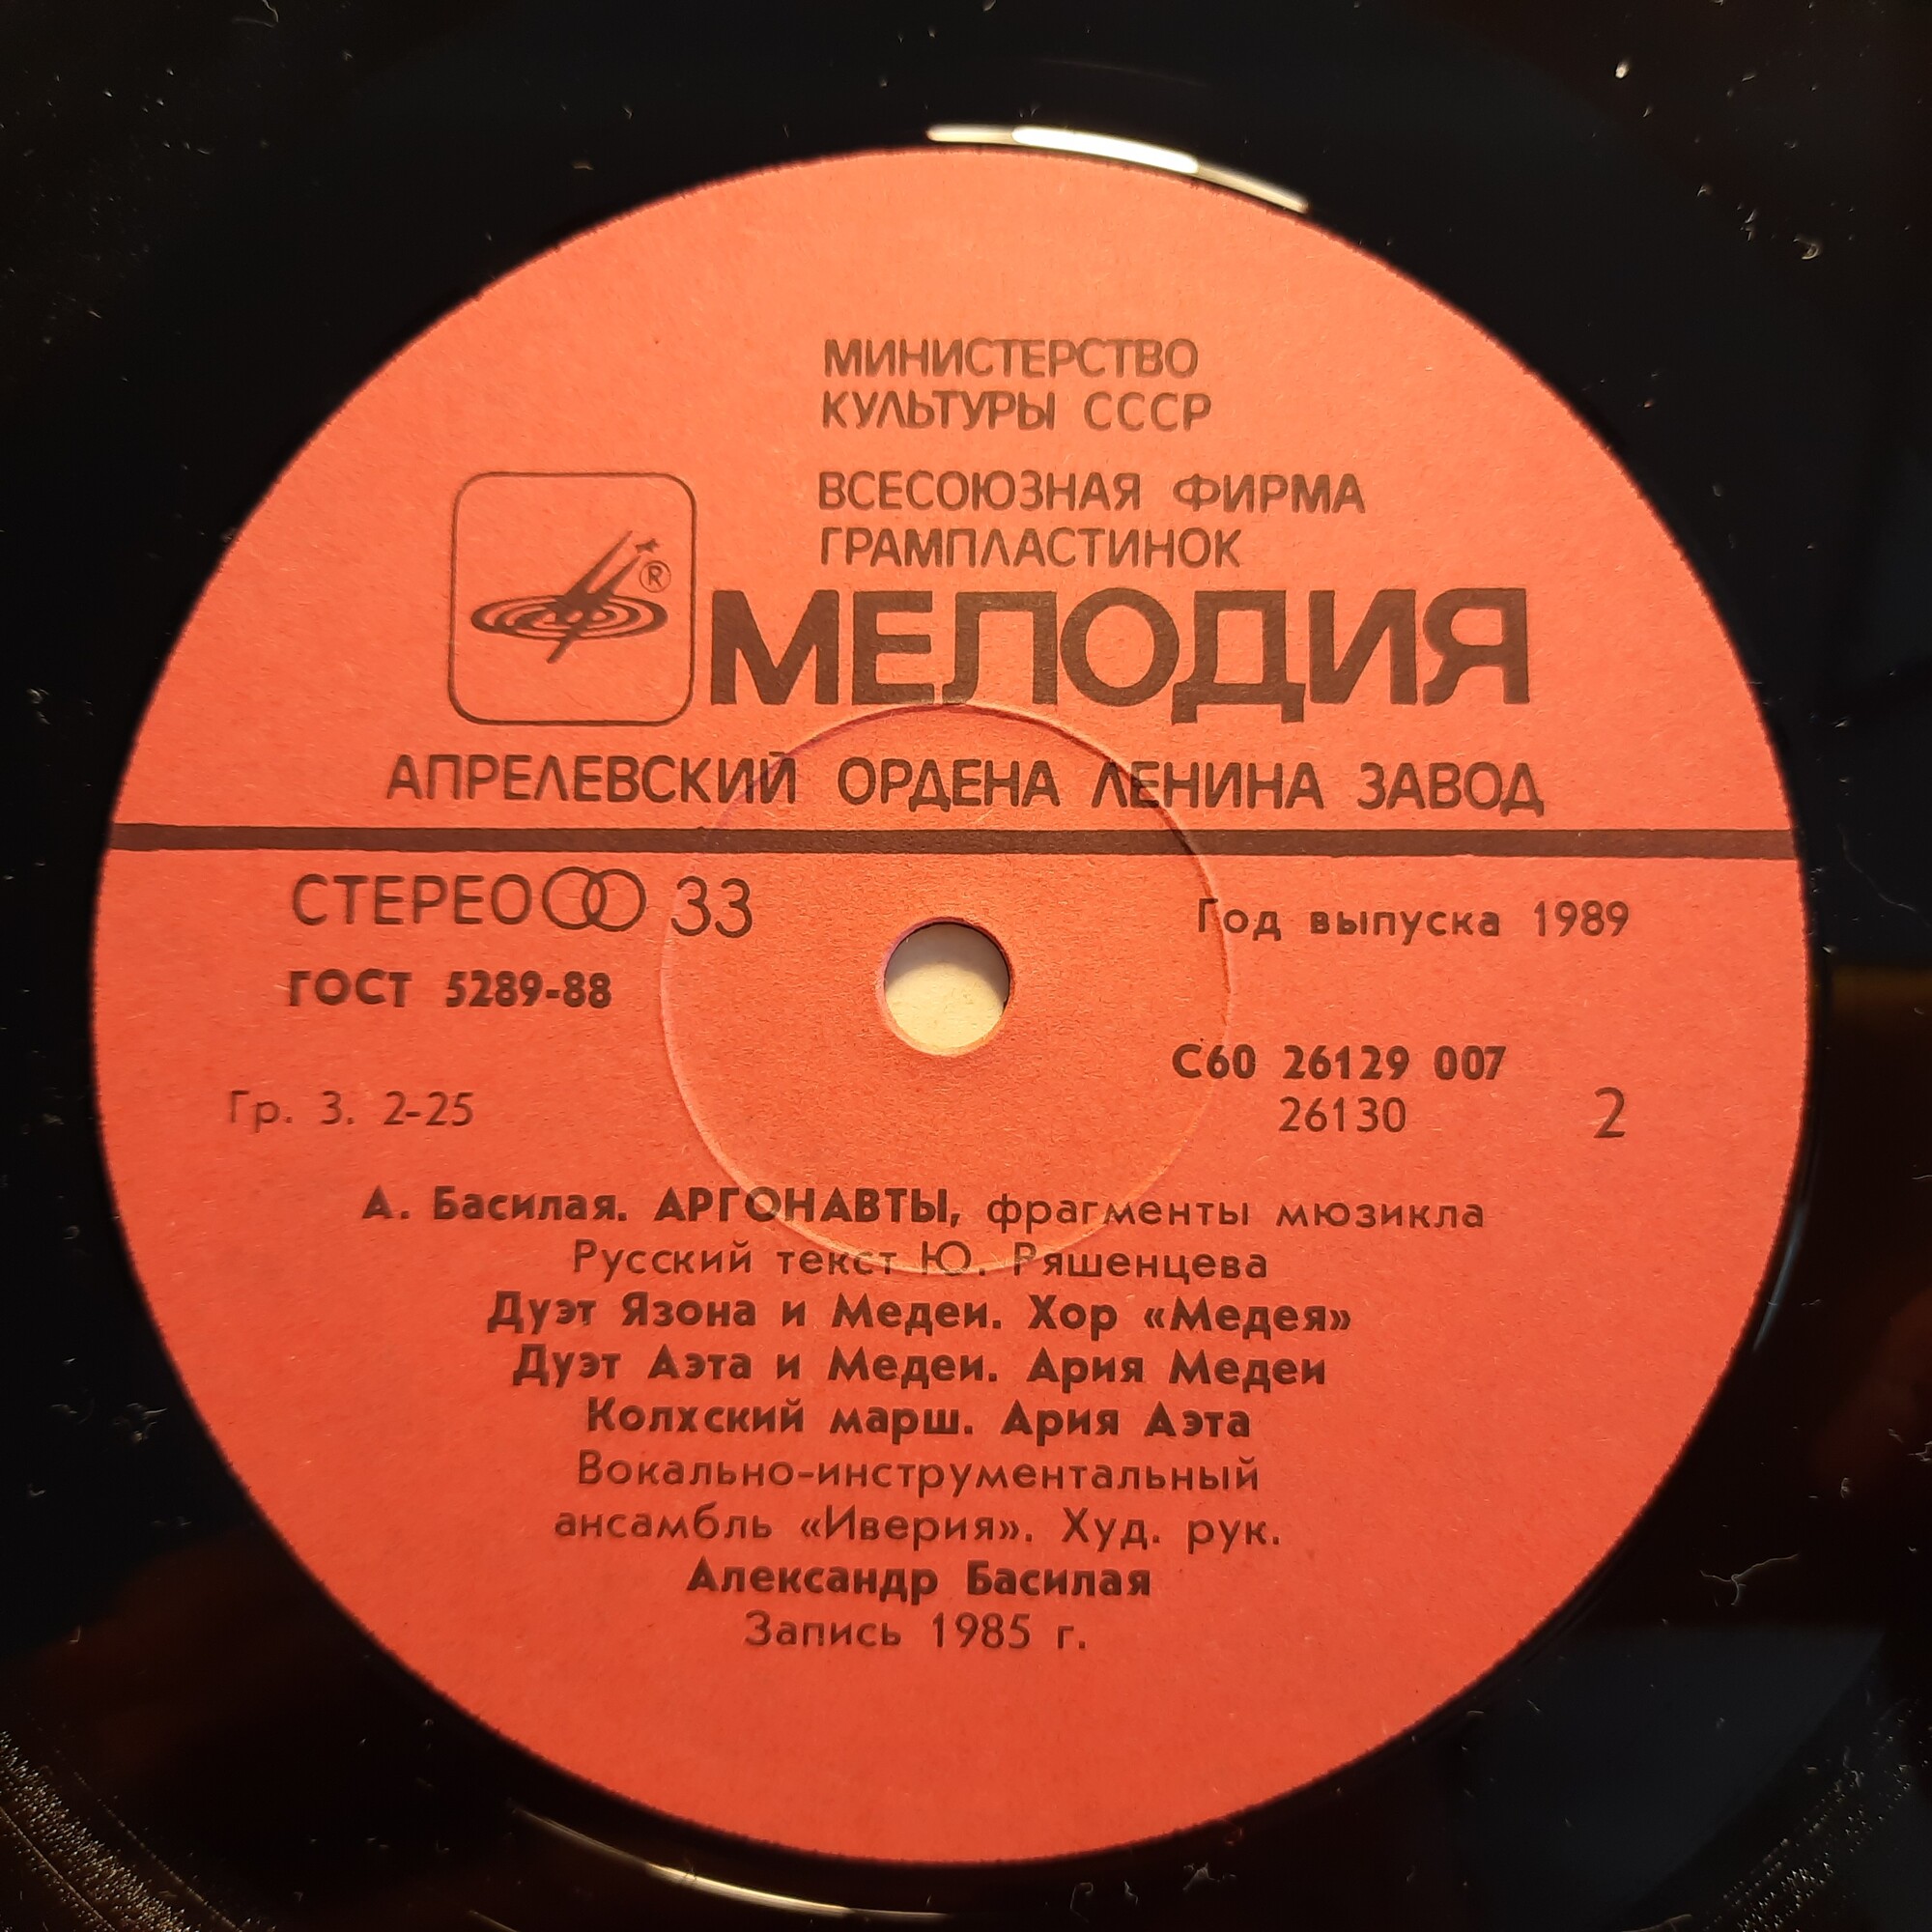 МИНИСТЕРСТВО
КУЛЬТУРЫ СССР
ВСЕСОЮЗНАЯ ФИРМА
ГРАМПЛАСТИНОК
®
МЕЛОДИЯ
АПРЕЛЕВСКИЙ ОРДЕНА ЛЕНИНА ЗАВОД
СТЕРЕО 33
Год выпуска 1989
ГОСТ 5289-88
С60 26129 007
Гр. 3. 2-25
26130
2
А. Басилая. АРГОНАВТЫ, фрагменты мюзикла
Русский текст Ю. Ряшенцева
Дуэт Язона и Медеи. Хор «Медея»
Дуэт Аэта и Медеи. Ария Медеи
Колхский марш. Ария Аэта
Вокально-инструментальный
ансамбль «Иверия». Худ. рук.
Александр Басилая
Запись 1985 г.